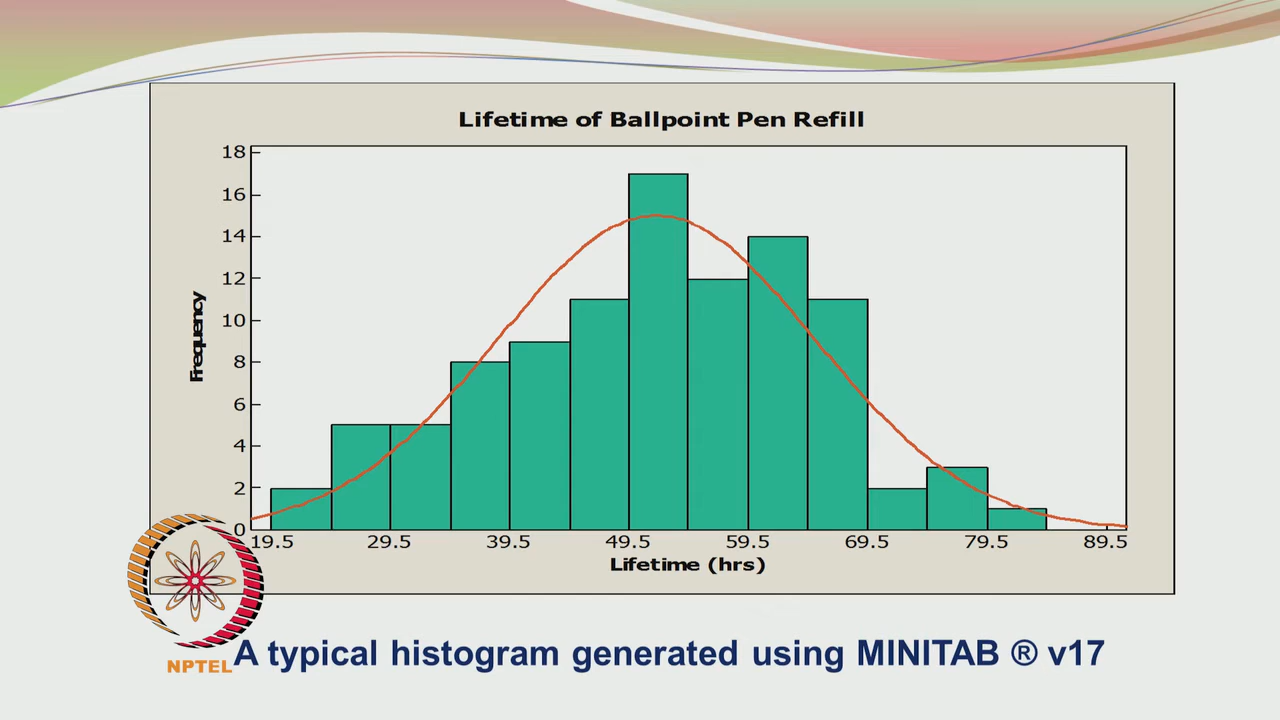 Lifetime of Ballpoint Pen Refill
18
16
14
12
10
8
6
4
2
0
Frequency
19.5 29.5 39.5 49.5 59.5 69.5 79.5 89.5
Lifetime (hrs)
NPTEL
A typical histogram generated using MINITAB ® v17